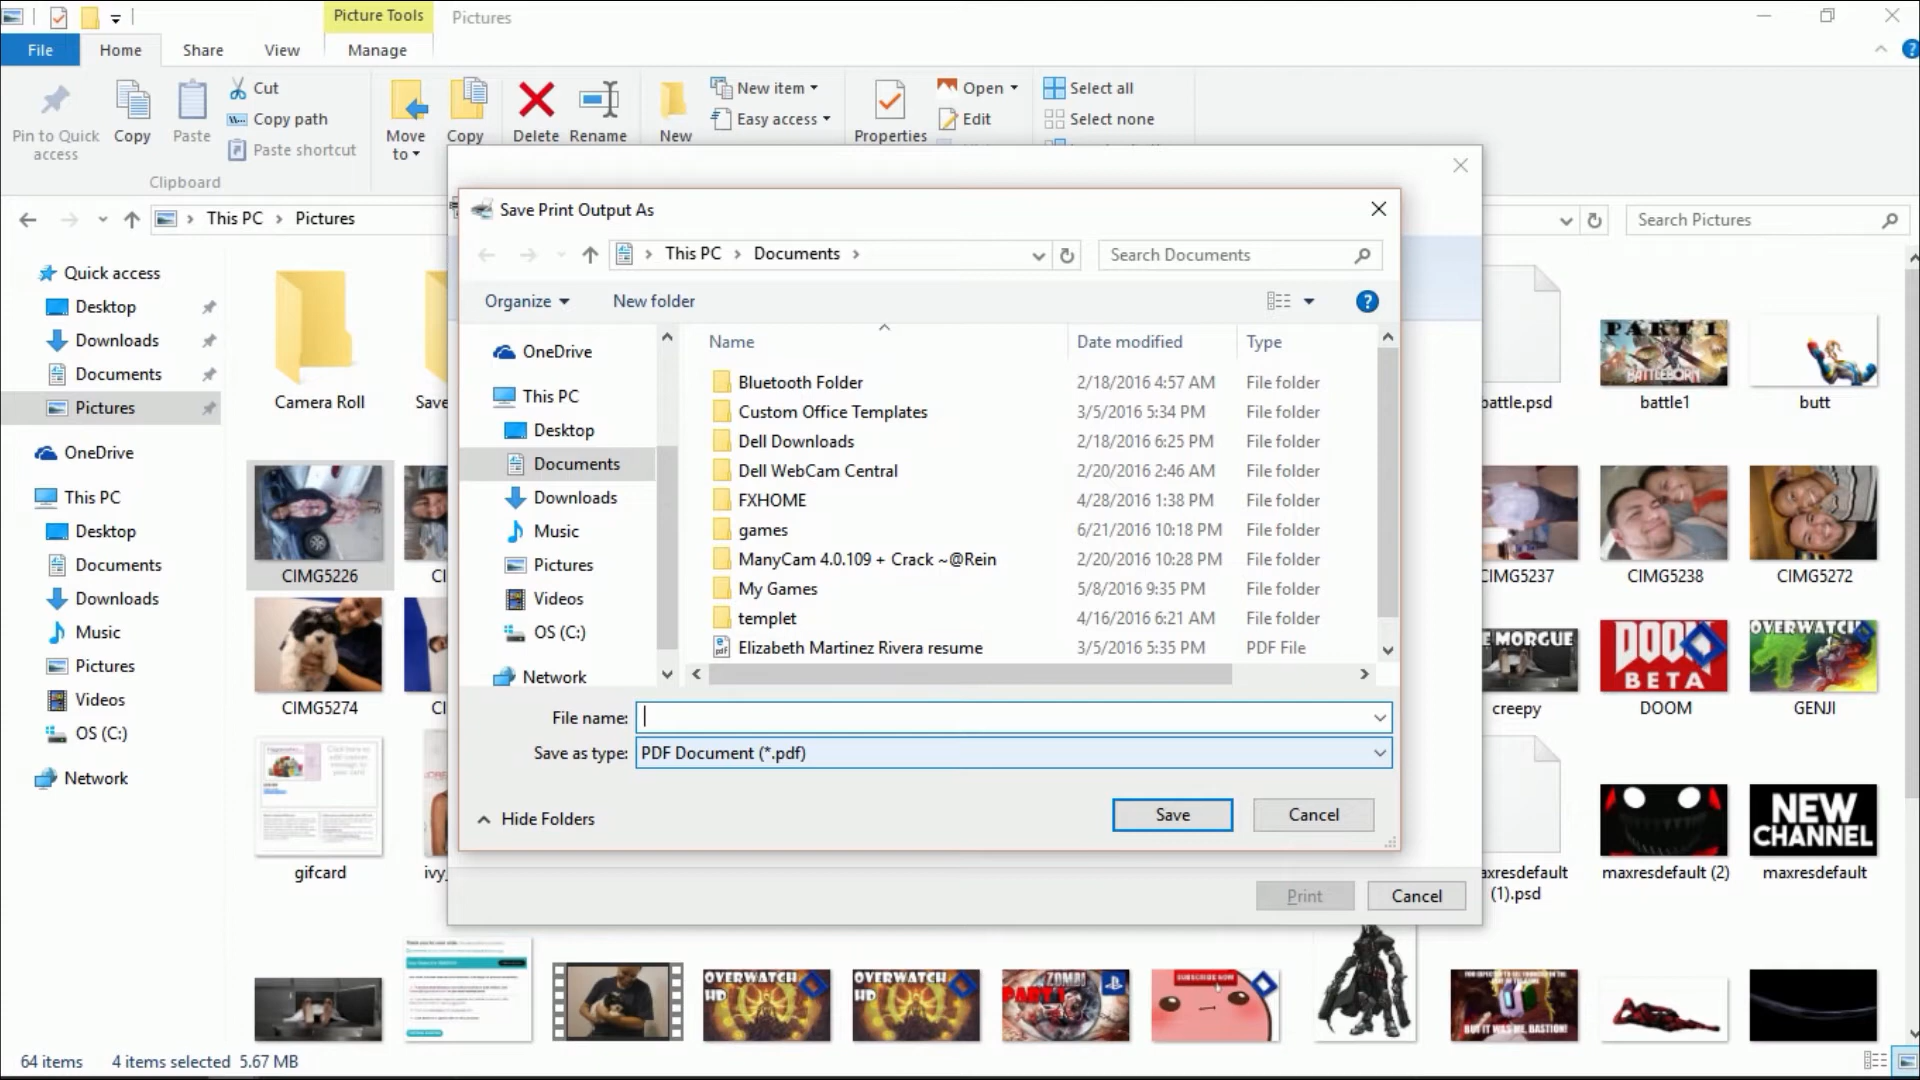 Picture Tools
Pictures
File
Home
Share
View
Manage
Pin to Quick
access
Copy
Paste
Cut
Copy path
Paste shortcut
Clipboard
Move
to
Copy
Delete
Rename
New
New item
Easy access
Properties
Open
Edit
Select all
Select none
This PC > Pictures
Search Pictures
Quick access
Desktop
Downloads
Documents
Pictures
OneDrive
This PC
Desktop
Documents
Downloads
Music
Pictures
Videos
OS (C:)
Network
Save Print Output As
This PC > Documents >
Search Documents
Organize
New folder
OneDrive
This PC
Desktop
Documents
Downloads
Music
Pictures
Videos
OS (C:)
Network
Name Date modified Type
Bluetooth Folder 2/18/2016 4:57 AM File folder
Custom Office Templates 3/5/2016 5:34 PM File folder
Dell Downloads 2/18/2016 6:25 PM File folder
Dell WebCam Central 2/20/2016 2:46 AM File folder
FXHOME 4/28/2016 1:38 PM File folder
games 6/21/2016 10:18 PM File folder
ManyCam 4.0.109 + Crack ~@Rein 2/20/2016 10:28 PM File folder
My Games 5/8/2016 9:35 PM File folder
templet 4/16/2016 6:21 AM File folder
Elizabeth Martinez Rivera resume 3/5/2016 5:35 PM PDF File
File name:
Save as type: PDF Document (*.pdf)
Hide Folders
Save
Cancel
Print
Cancel
Camera Roll
Save
battle.psd
PART 1
BATTLEBORN
battle1
butt
CIMG5226
CI
CIMG5237
CIMG5238
CIMG5272
CIMG5274
CI
E MORGUE
creepy
DOOM
BETA
DOOM
OVERWATCH
GENJI
gifcard
ivy_
axresdefault
(1).psd
maxresdefault (2)
NEW
CHANNEL
maxresdefault
OVERWATCH
HD
OVERWATCH
HD
ZOMBI
PART 1
SUBSCRIBE NOW
BUT IT WAS ME, BASTION!
64 items
4 items selected 5.67 MB